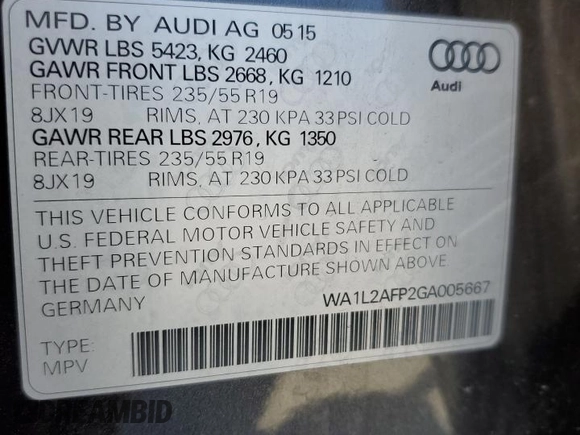 MFD. BY AUDI AG 05 15
GVWR LBS 5423, KG 2460
GAWR FRONT LBS 2668, KG 1210
FRONT-TIRES 235/55 R19
8JX19 RIMS, AT 230 KPA 33 PSI COLD
GAWR REAR LBS 2976, KG 1350
REAR-TIRES 235/55 R19
8JX19 RIMS, AT 230 KPA 33 PSI COLD
Audi
THIS VEHICLE CONFORMS TO ALL APPLICABLE
U.S. FEDERAL MOTOR VEHICLE SAFETY AND
THEFT PREVENTION STANDARDS IN EFFECT ON
THE DATE OF MANUFACTURE SHOWN ABOVE
GERMANY WA1L2AFP2GA005667
TYPE:
MPV